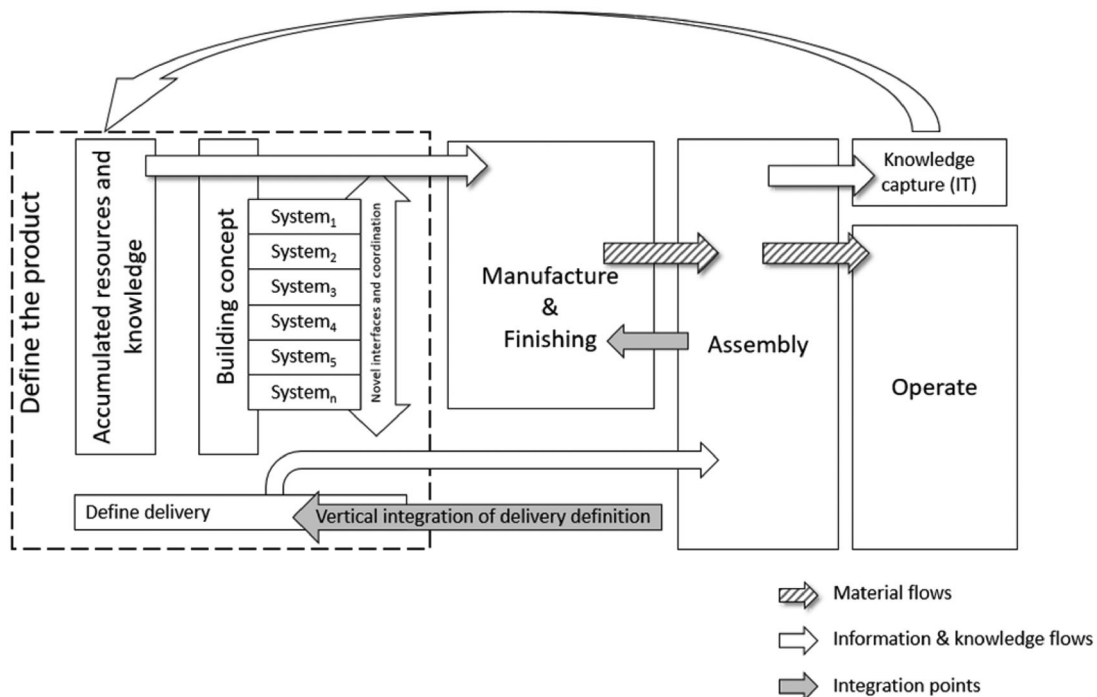 Define the product
Accumulated resources and
knowledge
Building concept
System₁
System₂
System₃
System₄
System₅
Systemₙ
Novel interfaces and coordination
Manufacture
&
Finishing
Assembly
Knowledge
capture (IT)
Operate
Define delivery
Vertical integration of delivery definition
Material flows
Information & knowledge flows
Integration points